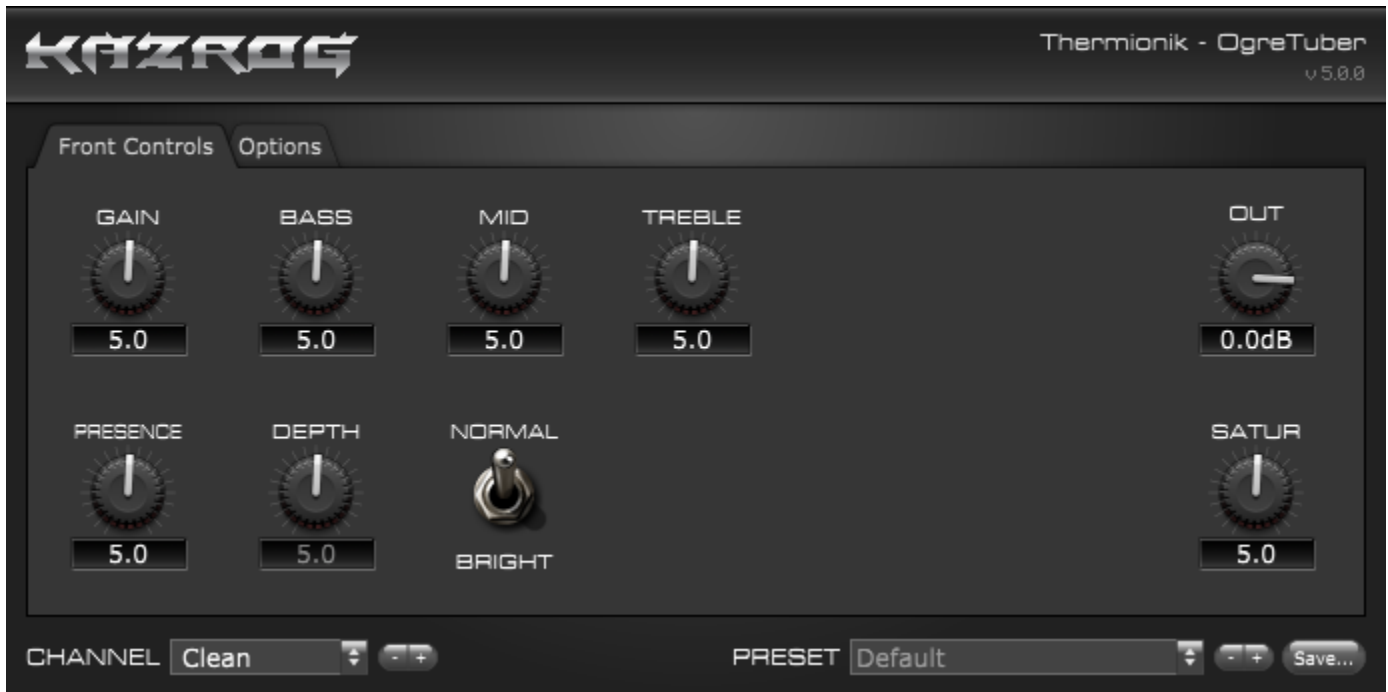 KAZROG
Thermionik - OgreTuber
v 5.0.0
Front Controls Options
GAIN BASS MID TREBLE OUT
5.0 5.0 5.0 5.0 0.0dB
PRESENCE DEPTH NORMAL SATUR
5.0 5.0 BRIGHT 5.0
CHANNEL Clean - + PRESET Default - + Save...